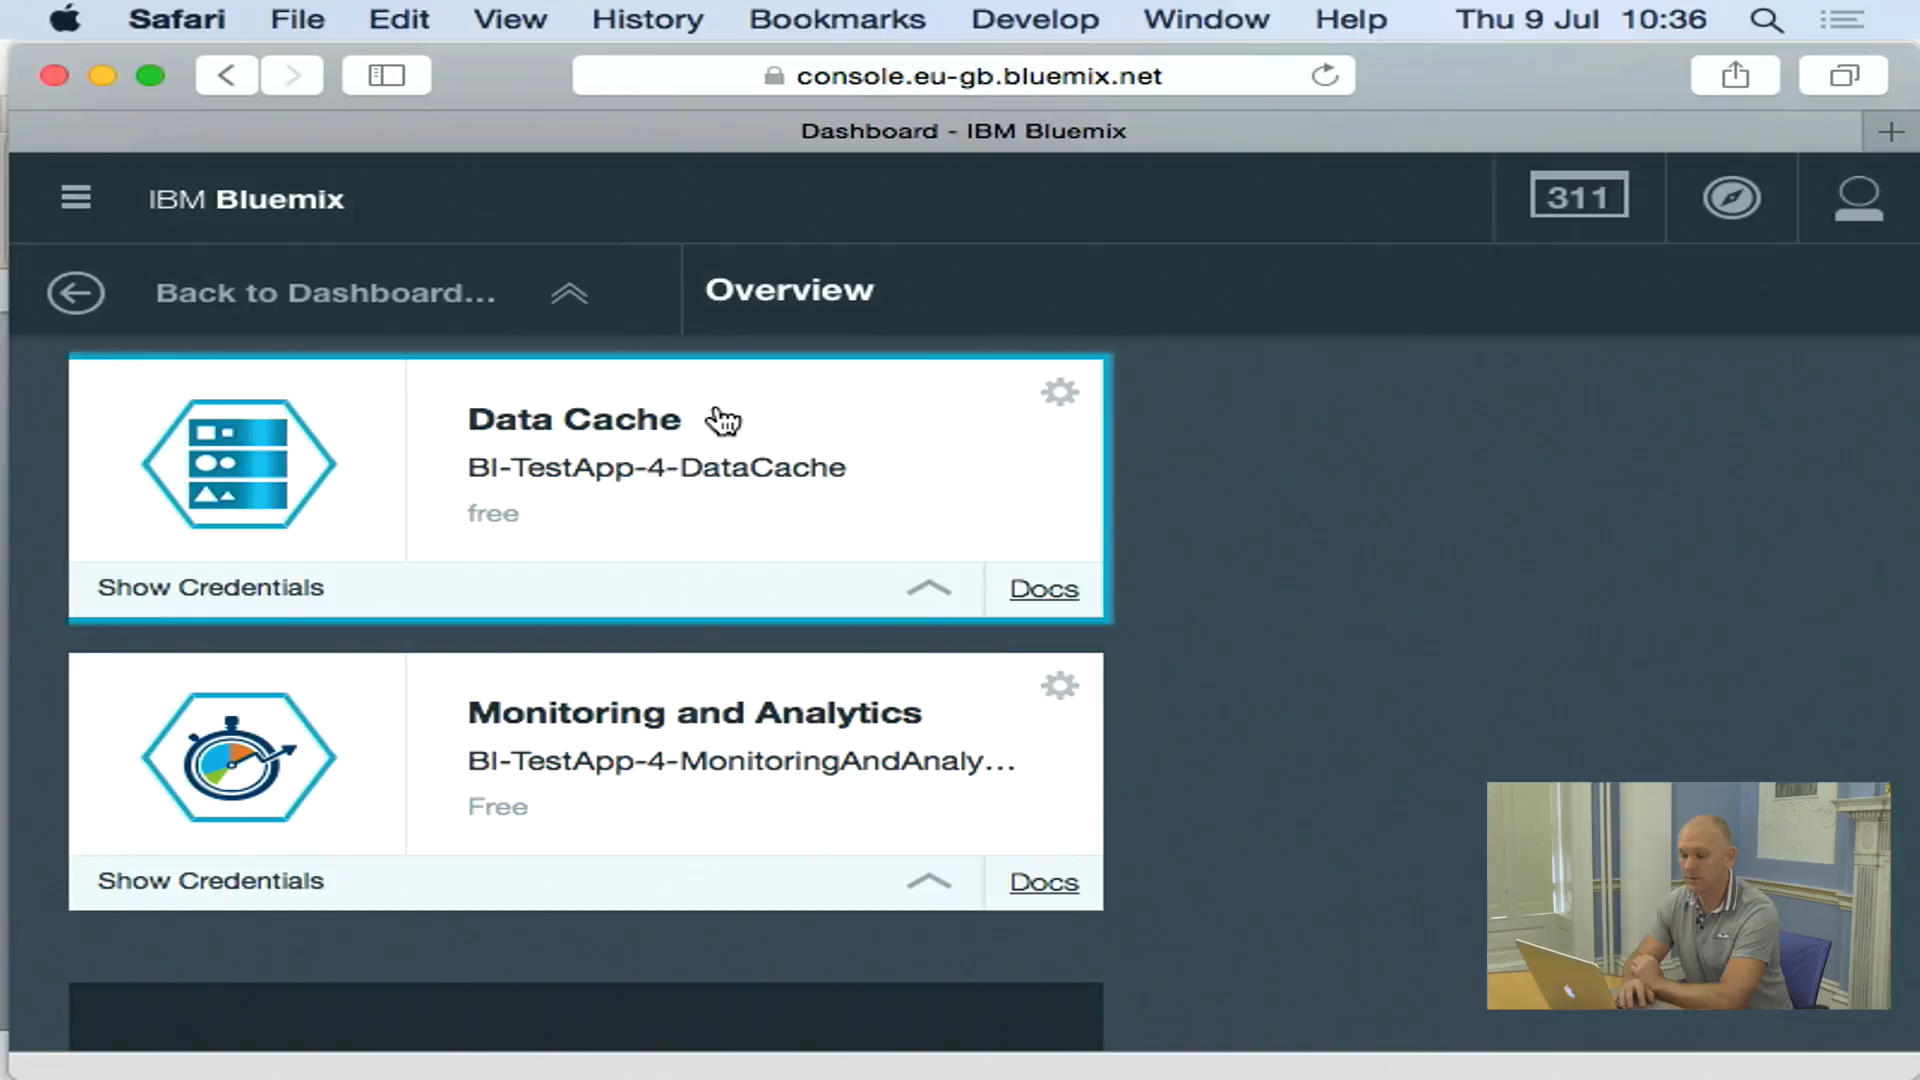 Safari File Edit View History Bookmarks Develop Window Help Thu 9 Jul 10:36
console.eu-gb.bluemix.net
Dashboard - IBM Bluemix
IBM Bluemix
311
Back to Dashboard...
Overview
Data Cache
BI-TestApp-4-DataCache
free
Show Credentials
Docs
Monitoring and Analytics
BI-TestApp-4-MonitoringAndAnaly...
Free
Show Credentials
Docs